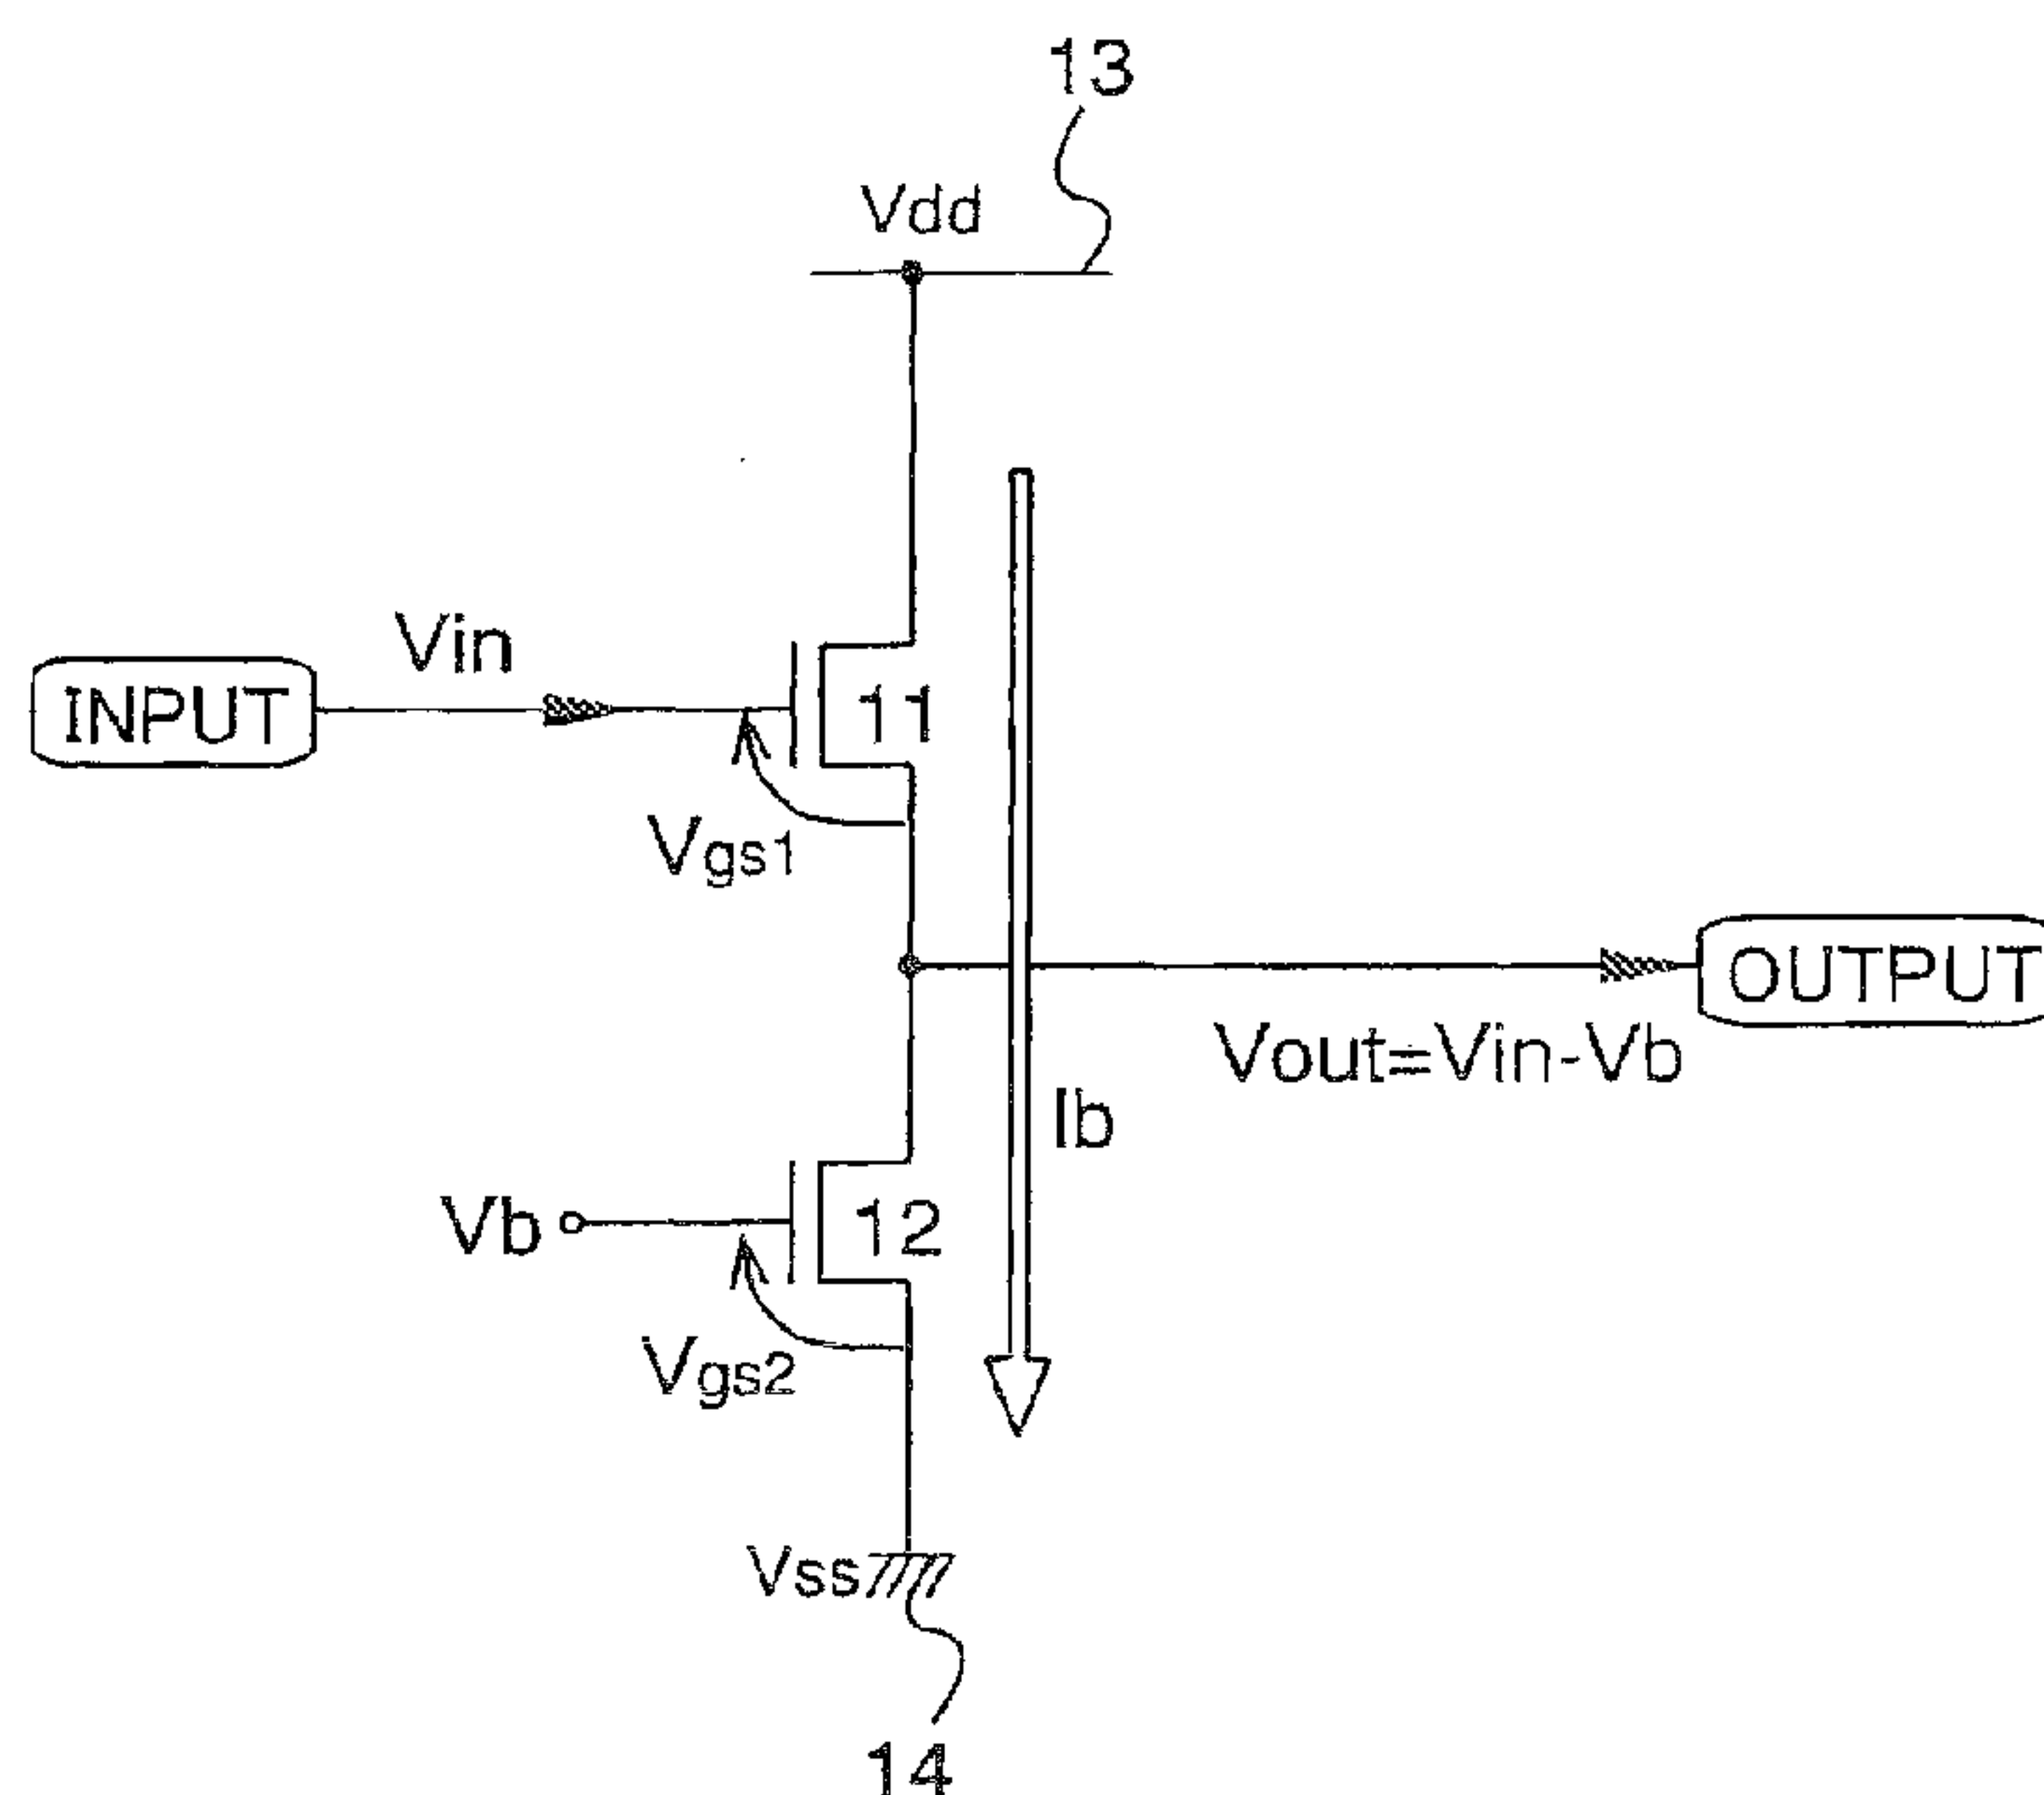 13
Vdd
Vin
INPUT
11
Vgs1
OUTPUT
Vout=Vin-Vb
Ib
Vb
12
Vgs2
Vss
14